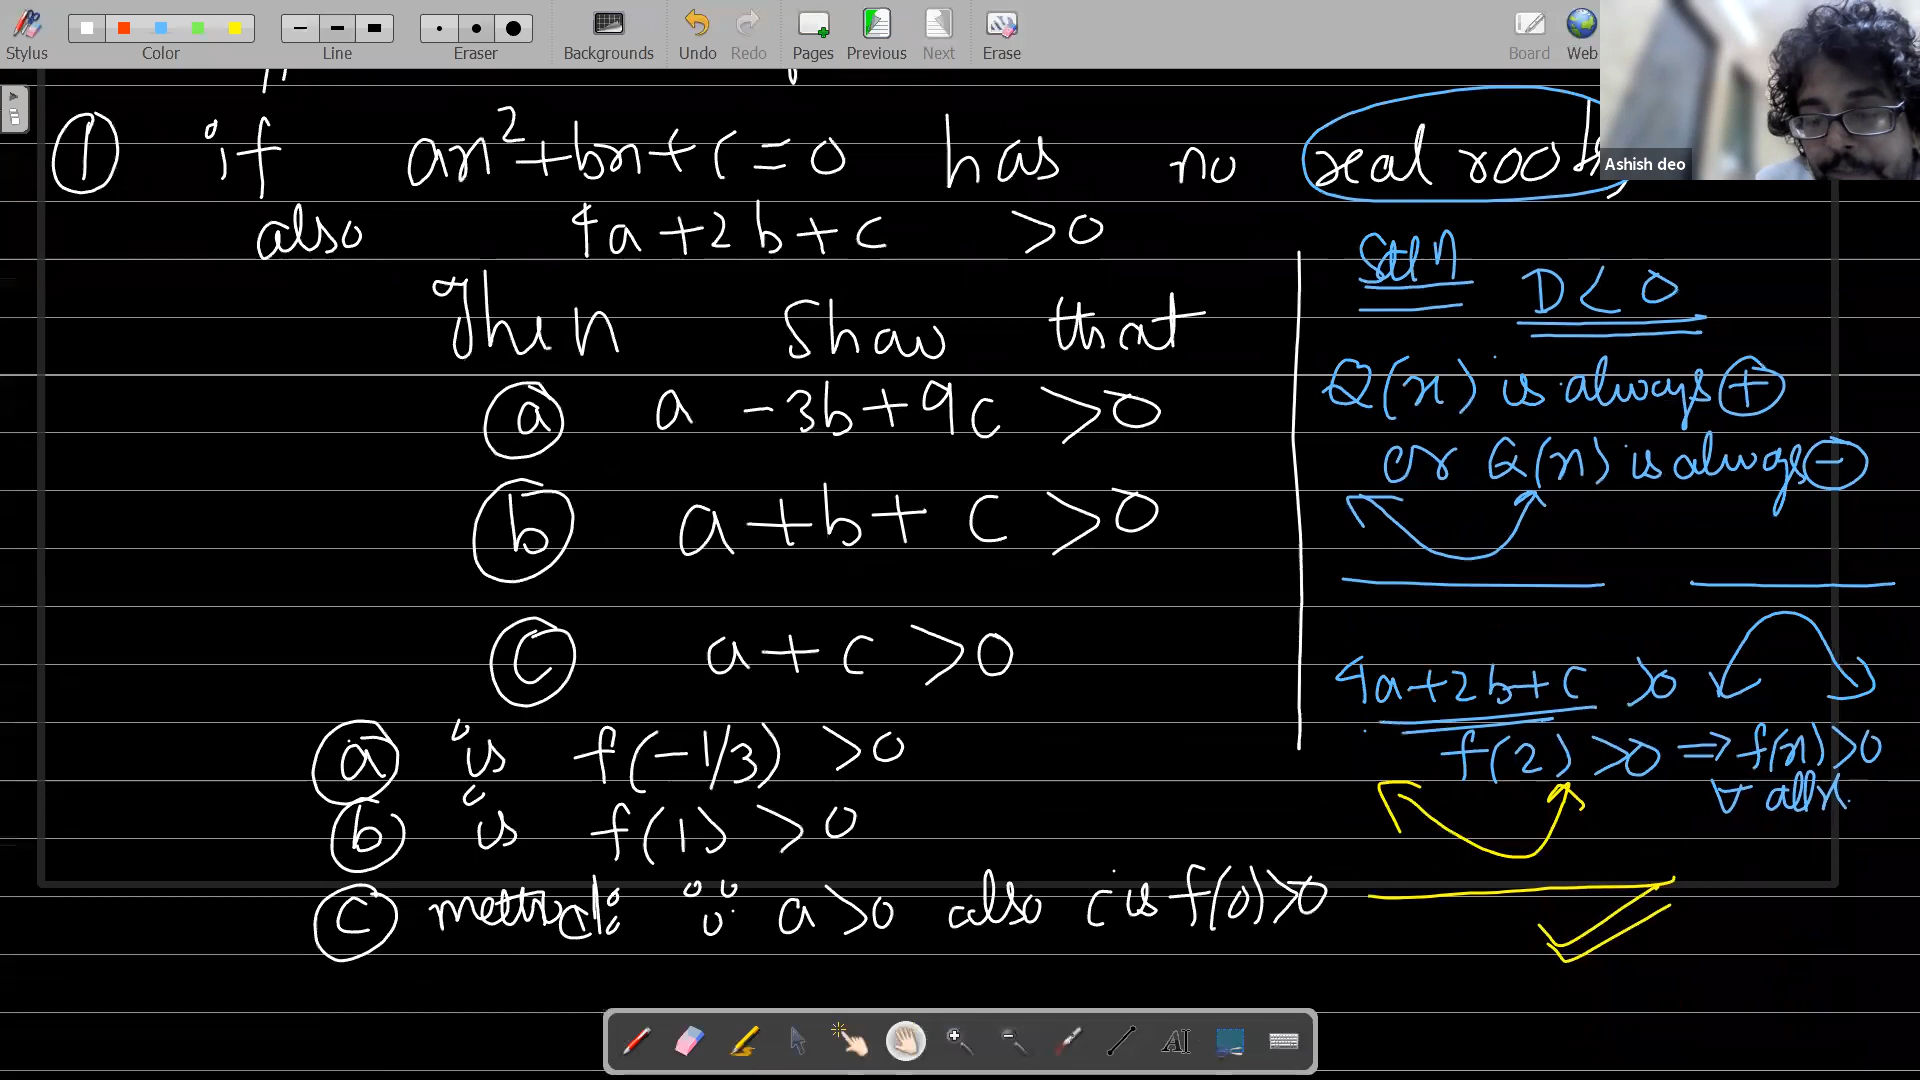 Stylus Color Line Eraser Backgrounds Undo Redo Pages Previous Next Erase Board Web
Ashish deo
① if ax²+bx+c=0 has no real roots
also 4a+2b+c >0
Then Show that
ⓐ a -3b+9c >0
ⓑ a+b+c >0
ⓒ a+c >0
ⓐ is f(-1/3) >0
ⓑ is f(1) >0
ⓒ method 1: ∵ a>0 also c is f(0)>0
Solⁿ D<0
Q(x) is always ⊕
or Q(x) is always ⊖
4a+2b+c >0
f(2) >0 ⇒ f(x)>0
∀ all x.
AI